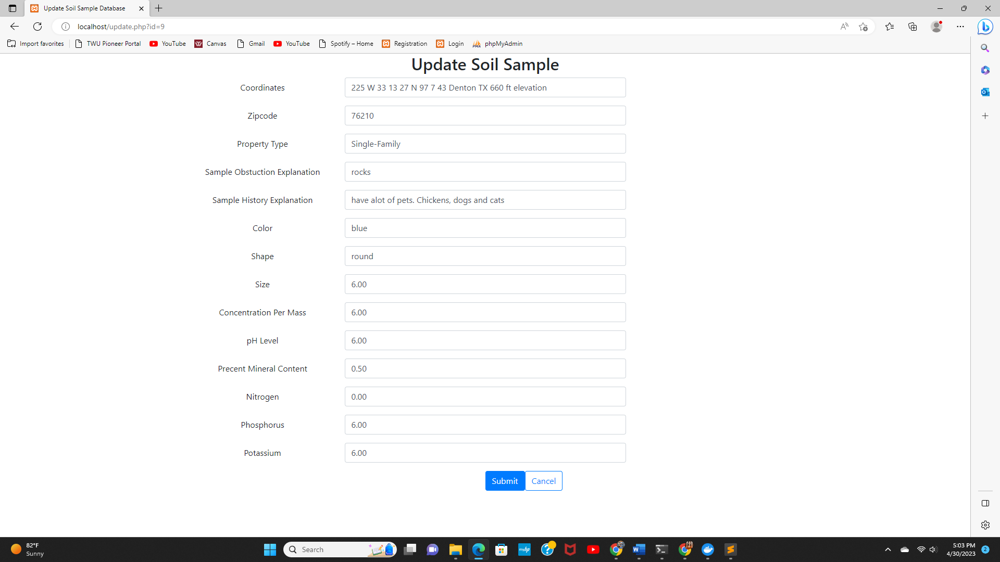 Update Soil Sample Database
localhost/update.php?id=9
Import favorites TWU Pioneer Portal YouTube Canvas Gmail YouTube Spotify – Home Registration Login phpMyAdmin
Update Soil Sample
Coordinates 225 W 33 13 27 N 97 7 43 Denton TX 660 ft elevation
Zipcode 76210
Property Type Single-Family
Sample Obstuction Explanation rocks
Sample History Explanation have alot of pets. Chickens, dogs and cats
Color blue
Shape round
Size 6.00
Concentration Per Mass 6.00
pH Level 6.00
Precent Mineral Content 0.50
Nitrogen 0.00
Phosphorus 6.00
Potassium 6.00
Submit Cancel
82°F
Sunny
Search
5:03 PM
4/30/2023
2